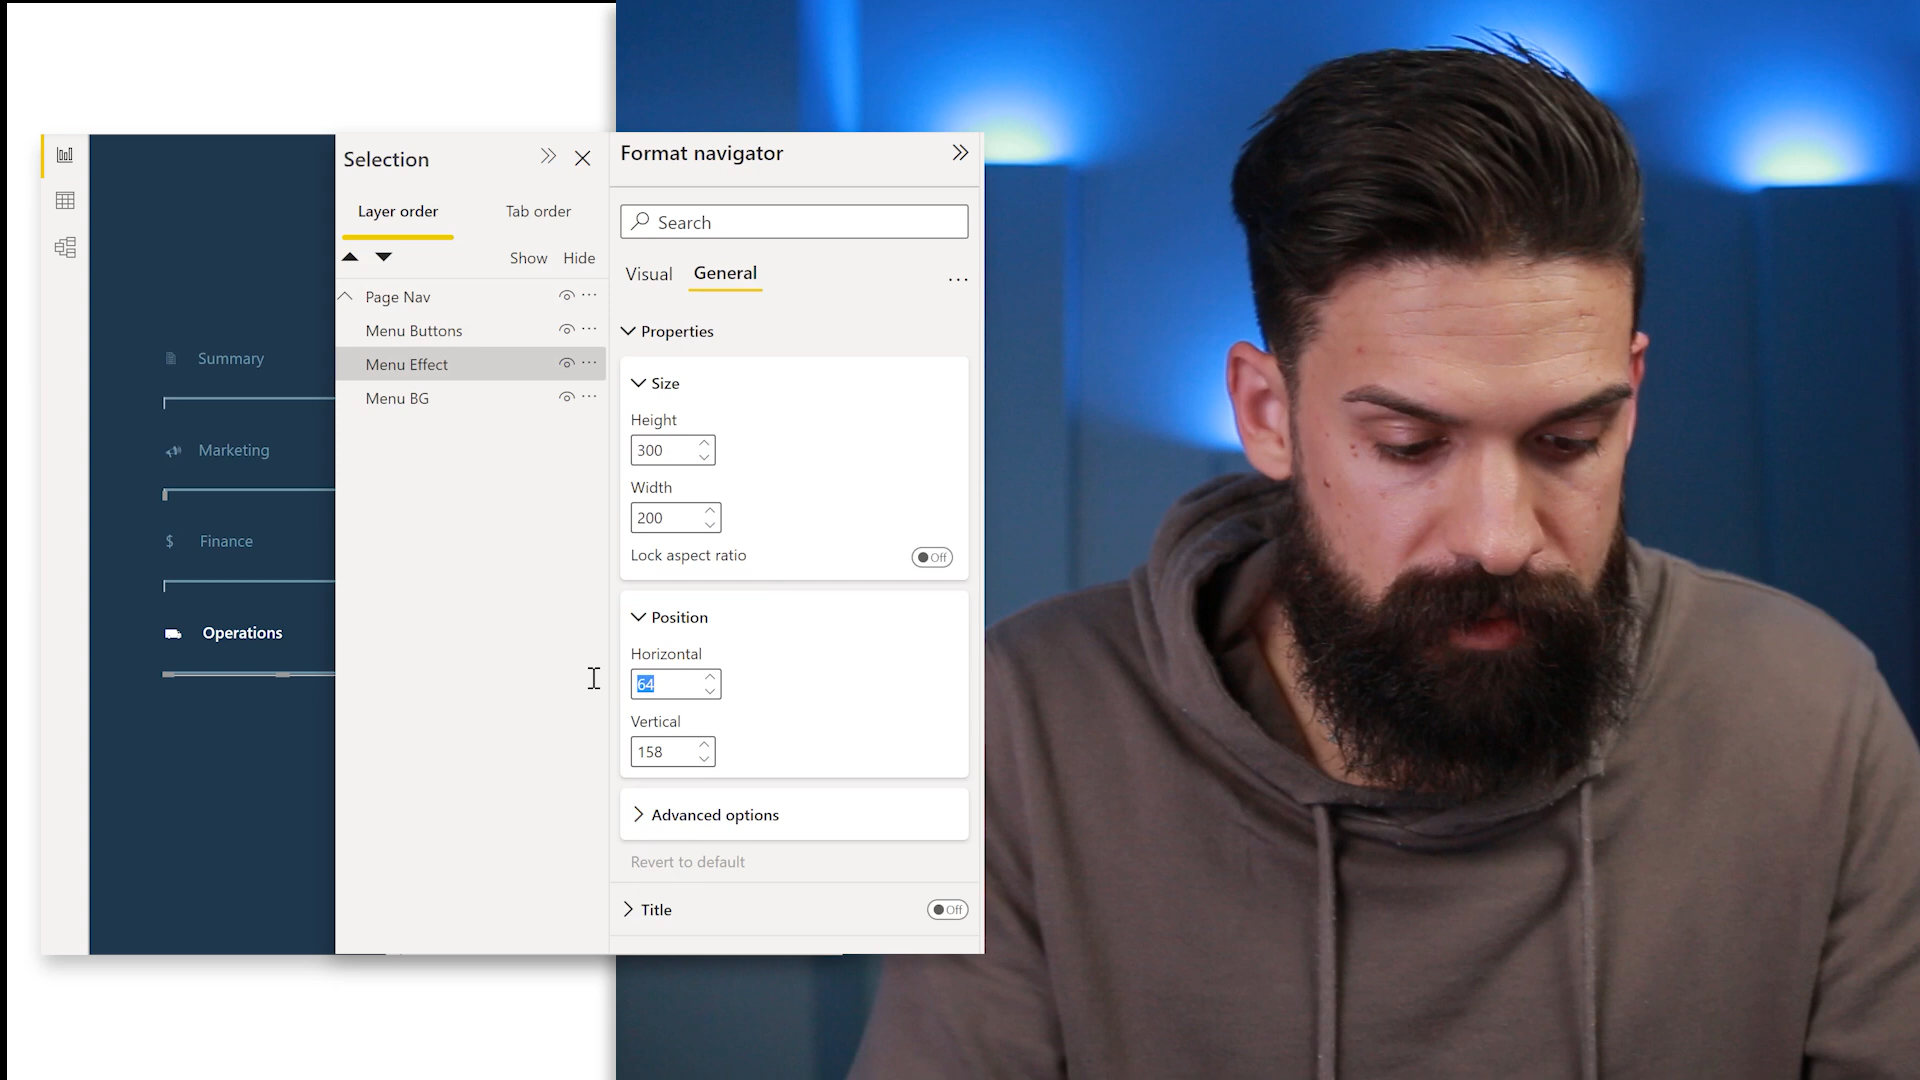 Summary
Marketing
$ Finance
Operations
Selection
Layer order Tab order
Show Hide
Page Nav
Menu Buttons
Menu Effect
Menu BG
Format navigator
Search
Visual General
Properties
Size
Height
300
Width
200
Lock aspect ratio Off
Position
Horizontal
64
Vertical
158
Advanced options
Revert to default
Title Off